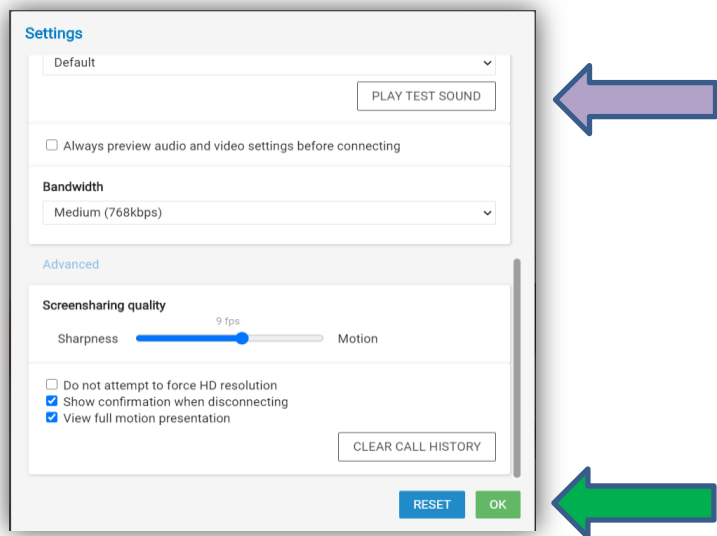 Settings
Default
PLAY TEST SOUND
Always preview audio and video settings before connecting
Bandwidth
Medium (768kbps)
Advanced
Screensharing quality
9 fps
Sharpness Motion
Do not attempt to force HD resolution
Show confirmation when disconnecting
View full motion presentation
CLEAR CALL HISTORY
RESET OK